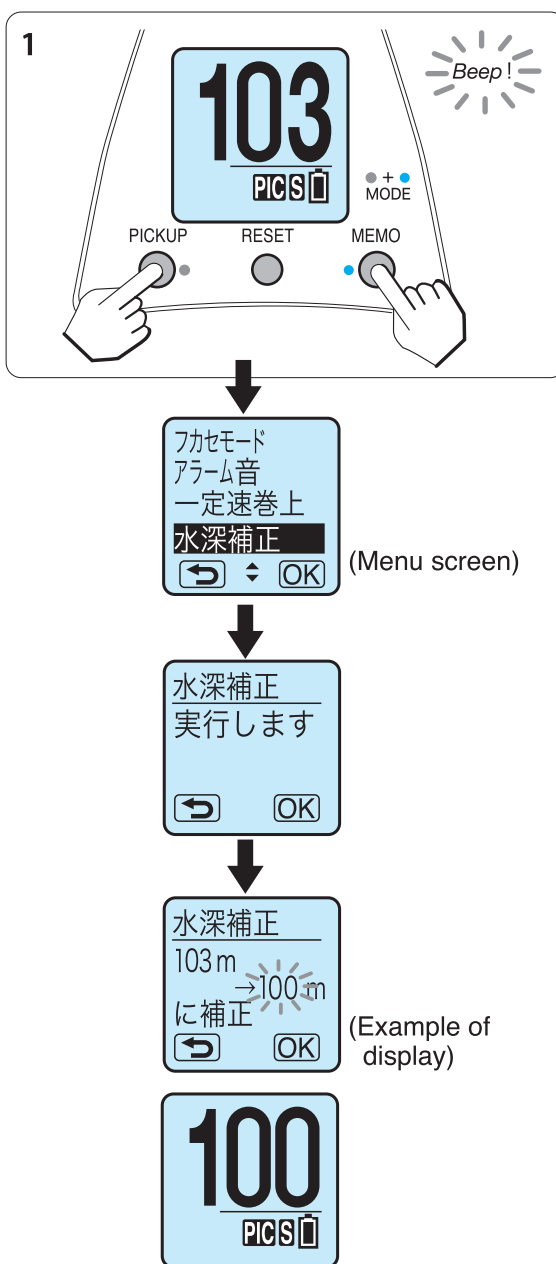 1
Beep !
103
PIC S
● + ●
MODE
PICKUP
RESET
MEMO
フカセモード
アラーム音
一定速巻上
水深補正
OK
(Menu screen)
水深補正
実行します
OK
水深補正
103 m
→100 m
に補正
OK
(Example of
display)
100
PIC S